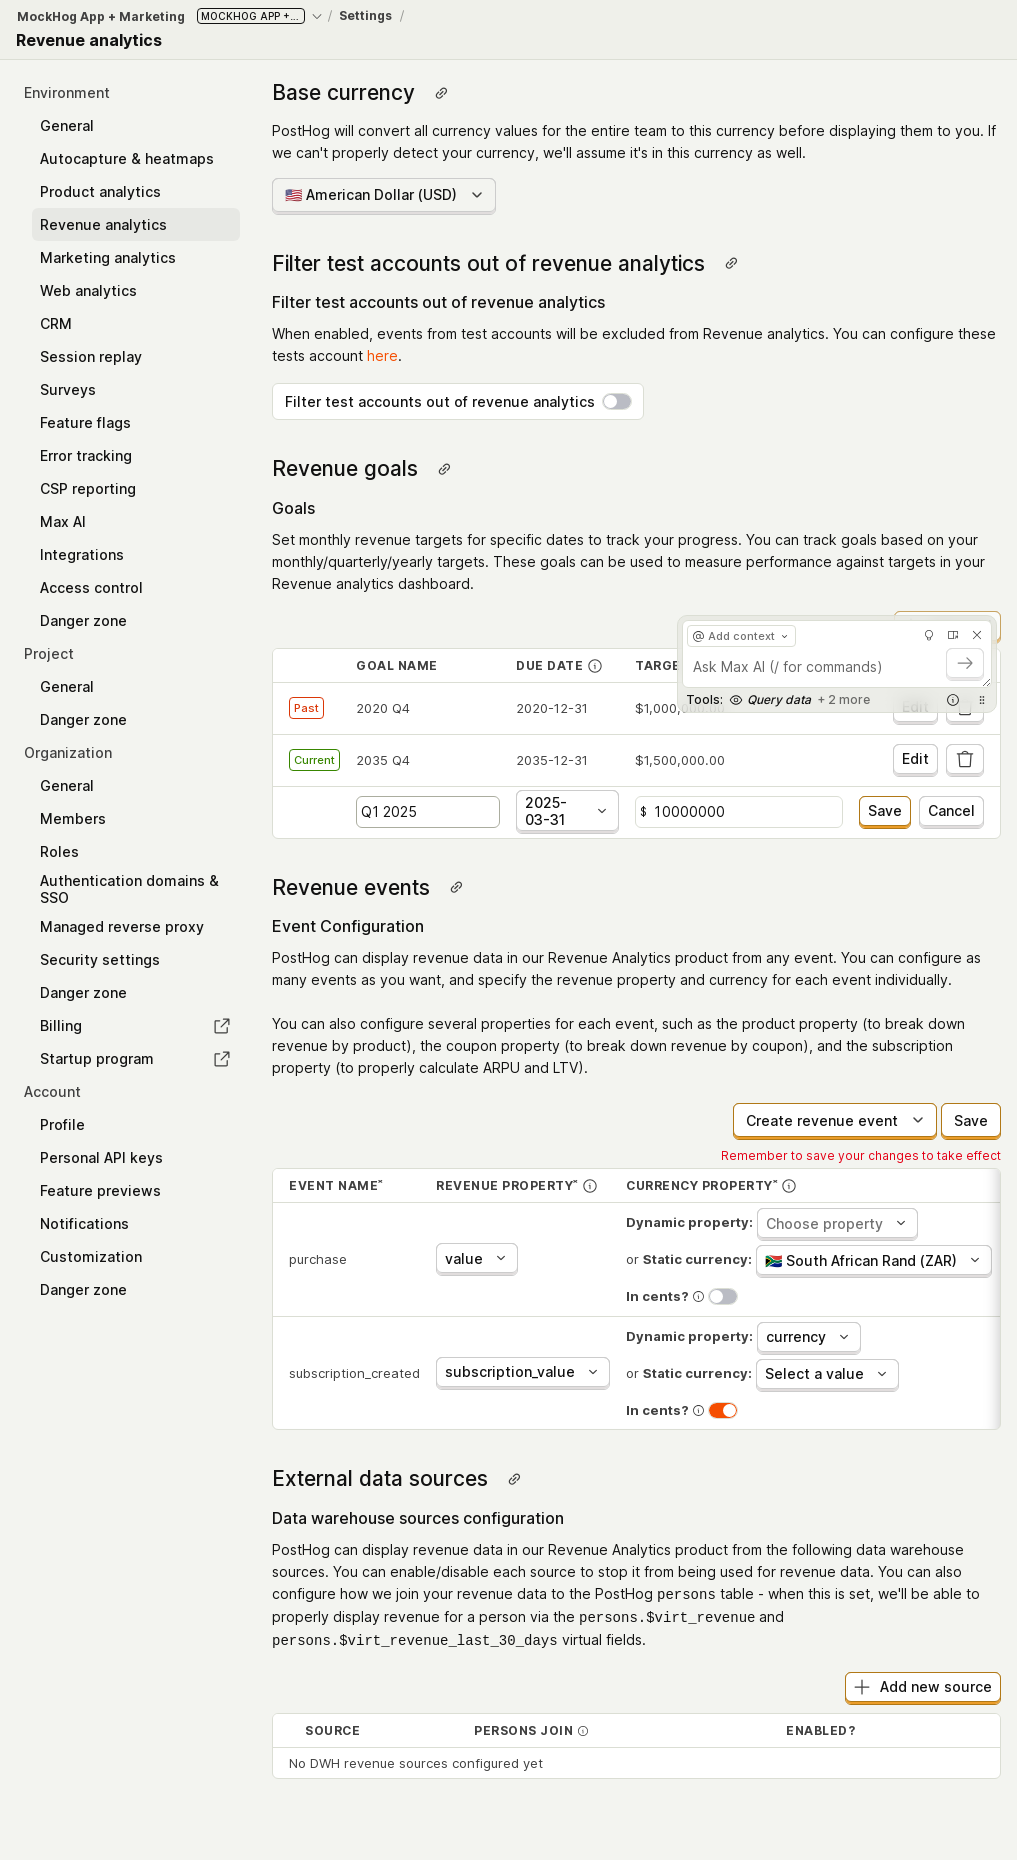 MockHog App + Marketing MOCKHOG APP +... / Settings /
Revenue analytics
Environment
General
Autocapture & heatmaps
Product analytics
Revenue analytics
Marketing analytics
Web analytics
CRM
Session replay
Surveys
Feature flags
Error tracking
CSP reporting
Max AI
Integrations
Access control
Danger zone
Project
General
Danger zone
Organization
General
Members
Roles
Authentication domains &
SSO
Managed reverse proxy
Security settings
Danger zone
Billing
Startup program
Account
Profile
Personal API keys
Feature previews
Notifications
Customization
Danger zone
Base currency
PostHog will convert all currency values for the entire team to this currency before displaying them to you. If
we can't properly detect your currency, we'll assume it's in this currency as well.
🇺🇸 American Dollar (USD)
Filter test accounts out of revenue analytics
Filter test accounts out of revenue analytics
When enabled, events from test accounts will be excluded from Revenue analytics. You can configure these
tests account here.
Filter test accounts out of revenue analytics
Revenue goals
Goals
Set monthly revenue targets for specific dates to track your progress. You can track goals based on your
monthly/quarterly/yearly targets. These goals can be used to measure performance against targets in your
Revenue analytics dashboard.
@ Add context
Ask Max AI (/ for commands)
Tools: Query data + 2 more
GOAL NAME DUE DATE TARGE
Past 2020 Q4 2020-12-31 $1,000,000.00 Edit
Current 2035 Q4 2035-12-31 $1,500,000.00 Edit
Q1 2025 2025-
03-31 $ 10000000 Save Cancel
Revenue events
Event Configuration
PostHog can display revenue data in our Revenue Analytics product from any event. You can configure as
many events as you want, and specify the revenue property and currency for each event individually.
You can also configure several properties for each event, such as the product property (to break down
revenue by product), the coupon property (to break down revenue by coupon), and the subscription
property (to properly calculate ARPU and LTV).
Create revenue event Save
Remember to save your changes to take effect
EVENT NAME* REVENUE PROPERTY* CURRENCY PROPERTY*
Dynamic property: Choose property
purchase value or Static currency: 🇿🇦 South African Rand (ZAR)
In cents?
Dynamic property: currency
subscription_created subscription_value or Static currency: Select a value
In cents?
External data sources
Data warehouse sources configuration
PostHog can display revenue data in our Revenue Analytics product from the following data warehouse
sources. You can enable/disable each source to stop it from being used for revenue data. You can also
configure how we join your revenue data to the PostHog persons table - when this is set, we'll be able to
properly display revenue for a person via the persons.$virt_revenue and
persons.$virt_revenue_last_30_days virtual fields.
Add new source
SOURCE PERSONS JOIN ENABLED?
No DWH revenue sources configured yet